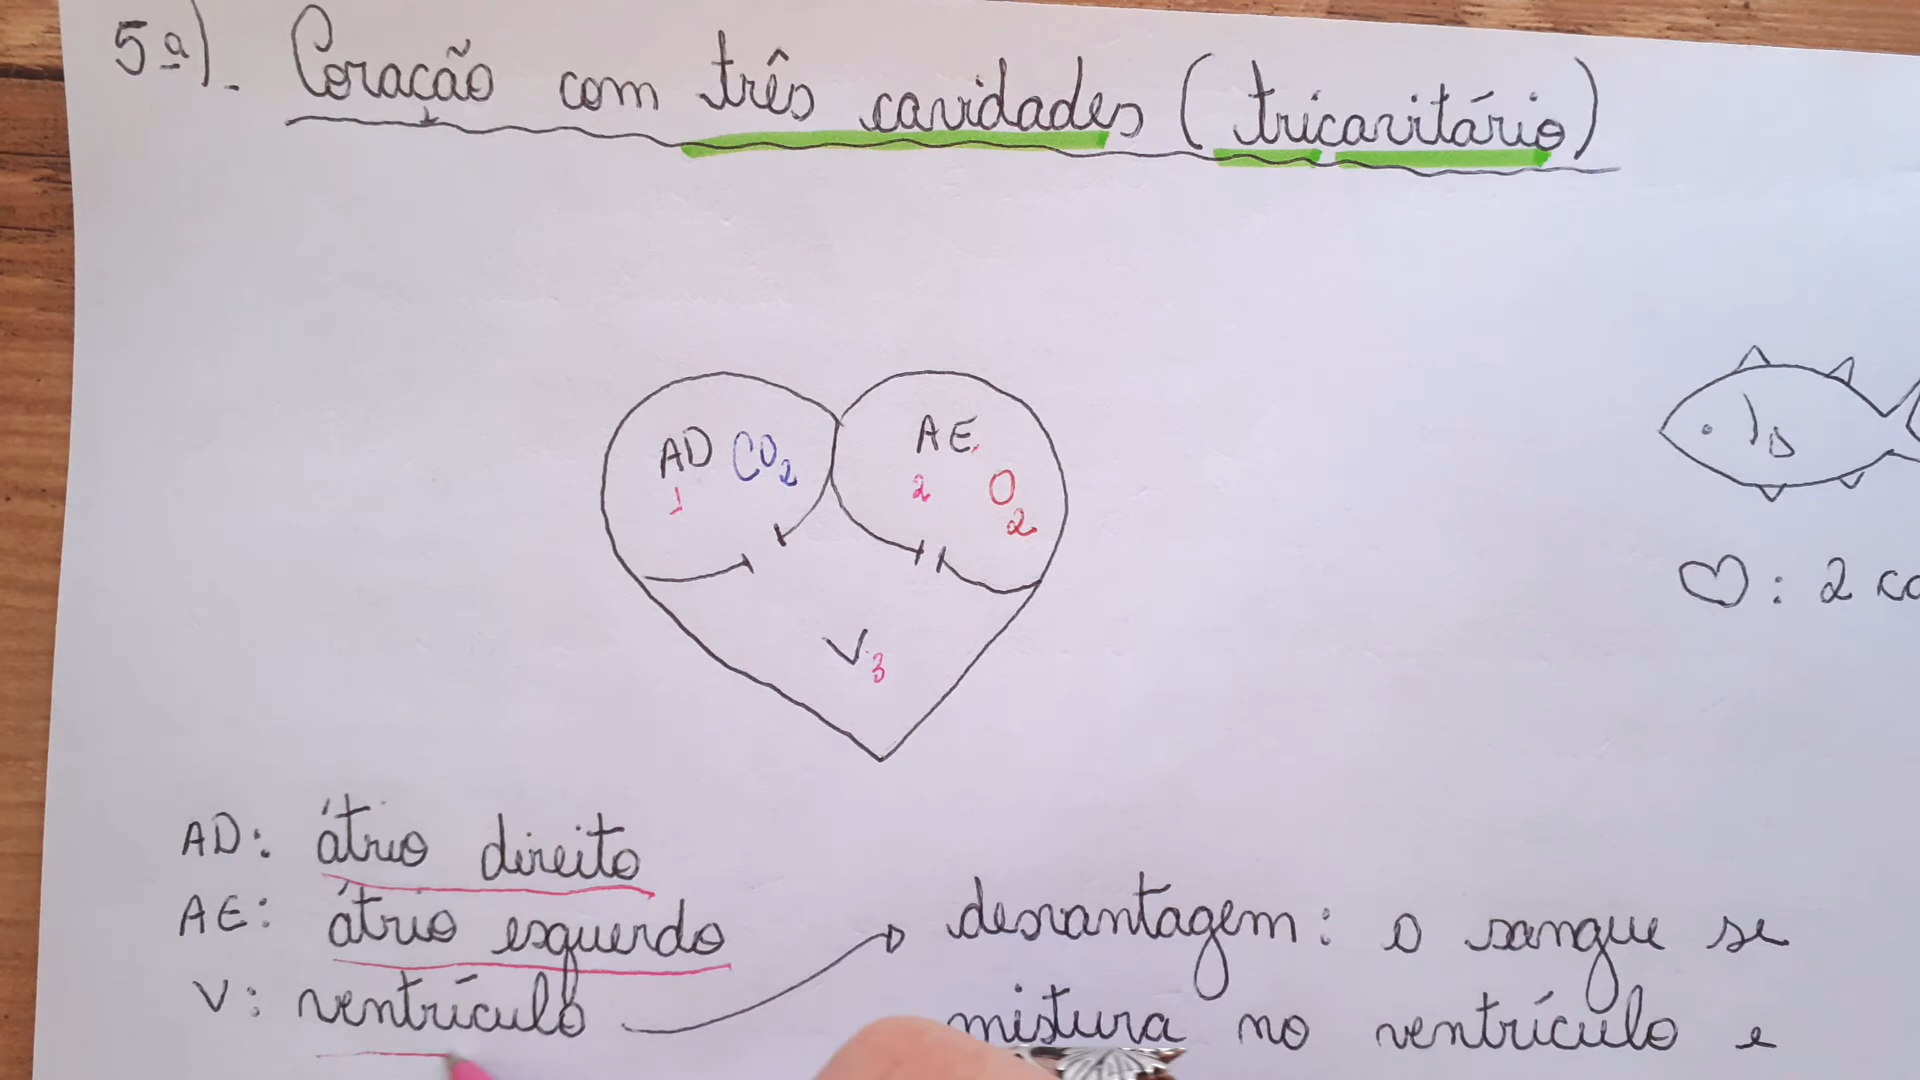 5ª). Coração com três cavidades (tricavitário)
AD CO₂
1
AE
2 O₂
V 3
: 2
AD: átrio direito
AE: átrio esquerdo
V: ventrículo
desvantagem: o sangue se
mistura no ventrículo e